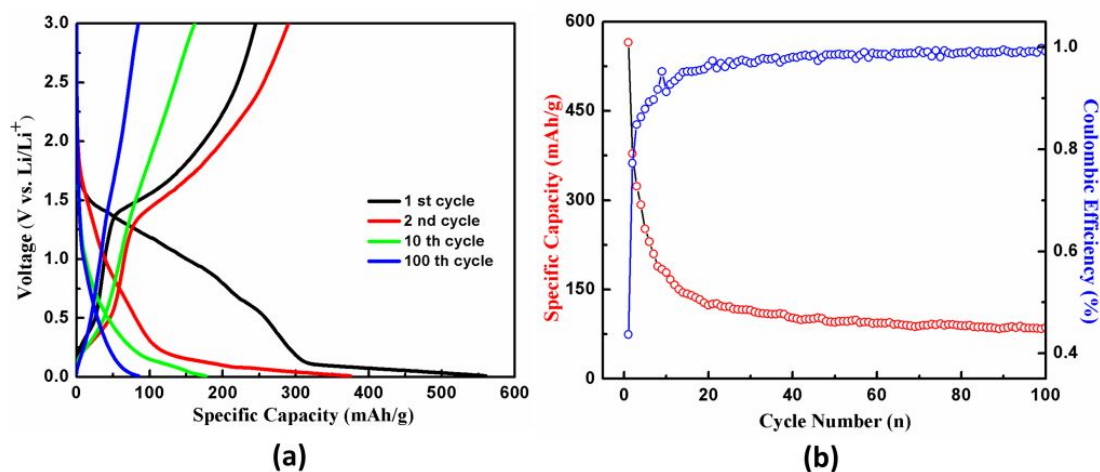 3.0
2.5
2.0
1.5
1.0
0.5
0.0
Voltage (V vs. Li/Li+
1 st cycle
2 nd cycle
10 th cycle
100 th cycle
0 100 200 300 400 500 600
Specific Capacity (mAh/g)
(a)
600
450
300
150
0
Specific Capacity (mAh/g)
1.0
0.8
0.6
0.4
Coulombic Efficiency (%)
0 20 40 60 80 100
Cycle Number (n)
(b)